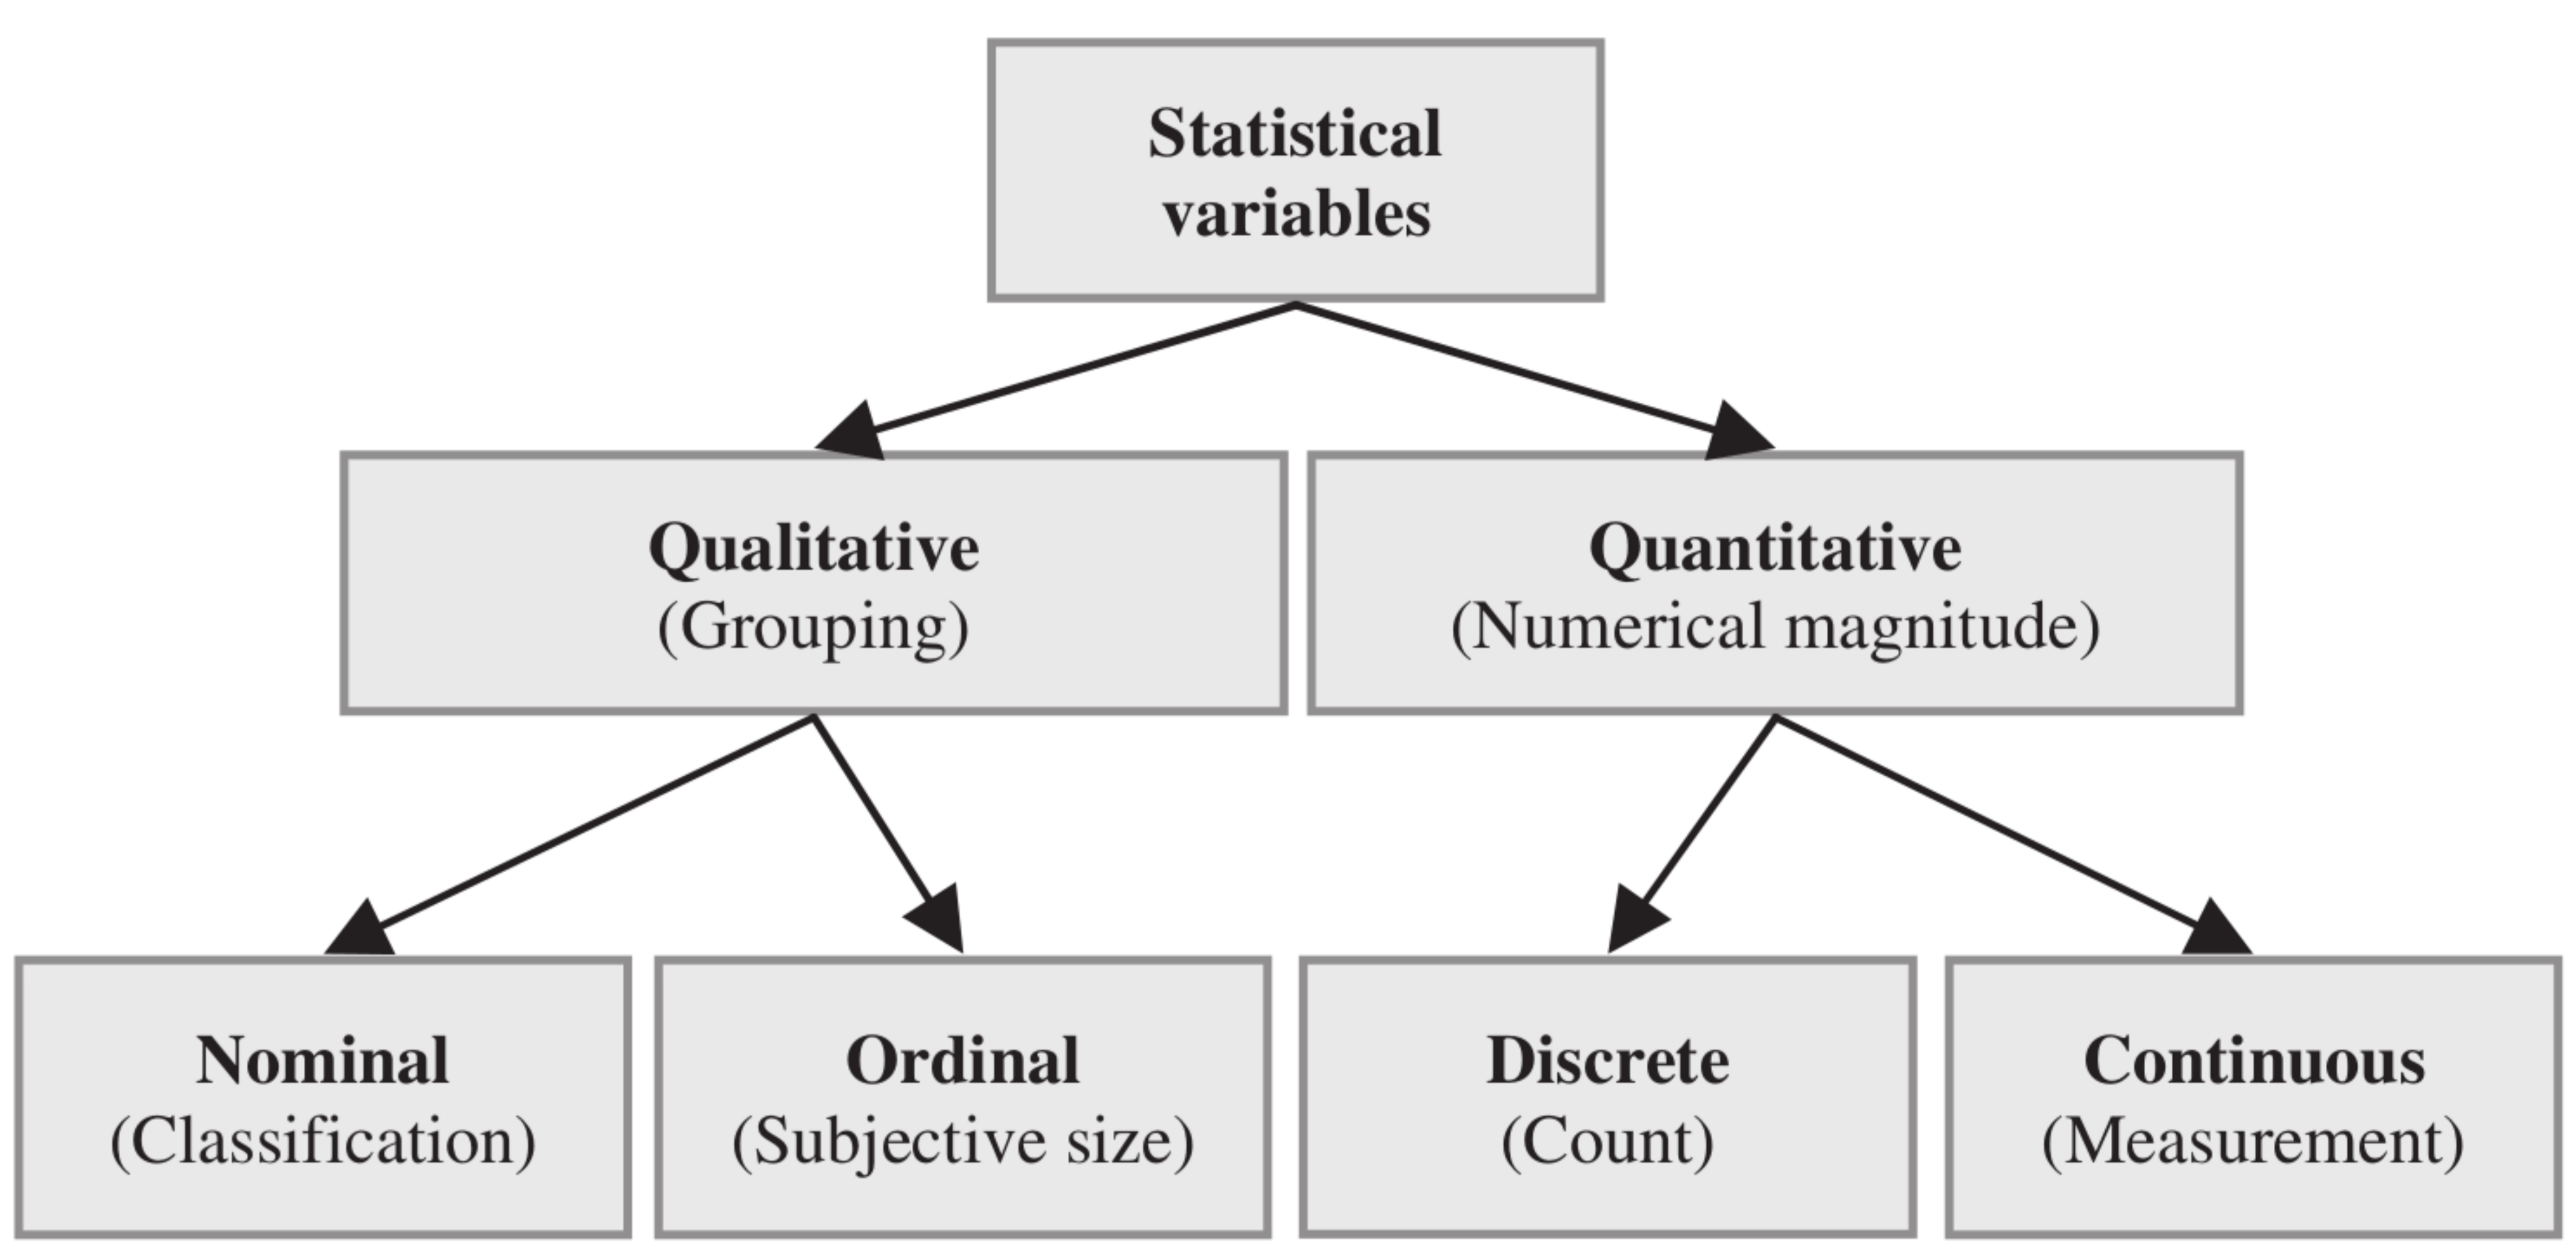 Statistical
variables
Qualitative
(Grouping)
Quantitative
(Numerical magnitude)
Nominal
(Classification)
Ordinal
(Subjective size)
Discrete
(Count)
Continuous
(Measurement)